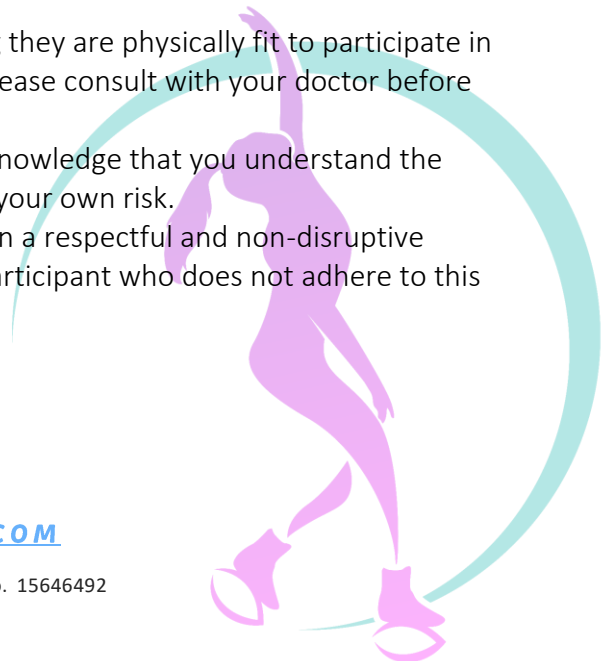 they are physically fit to participate in
ease consult with your doctor before
nowledge that you understand the
your own risk.
n a respectful and non-disruptive
articipant who does not adhere to this
COM
. 15646492